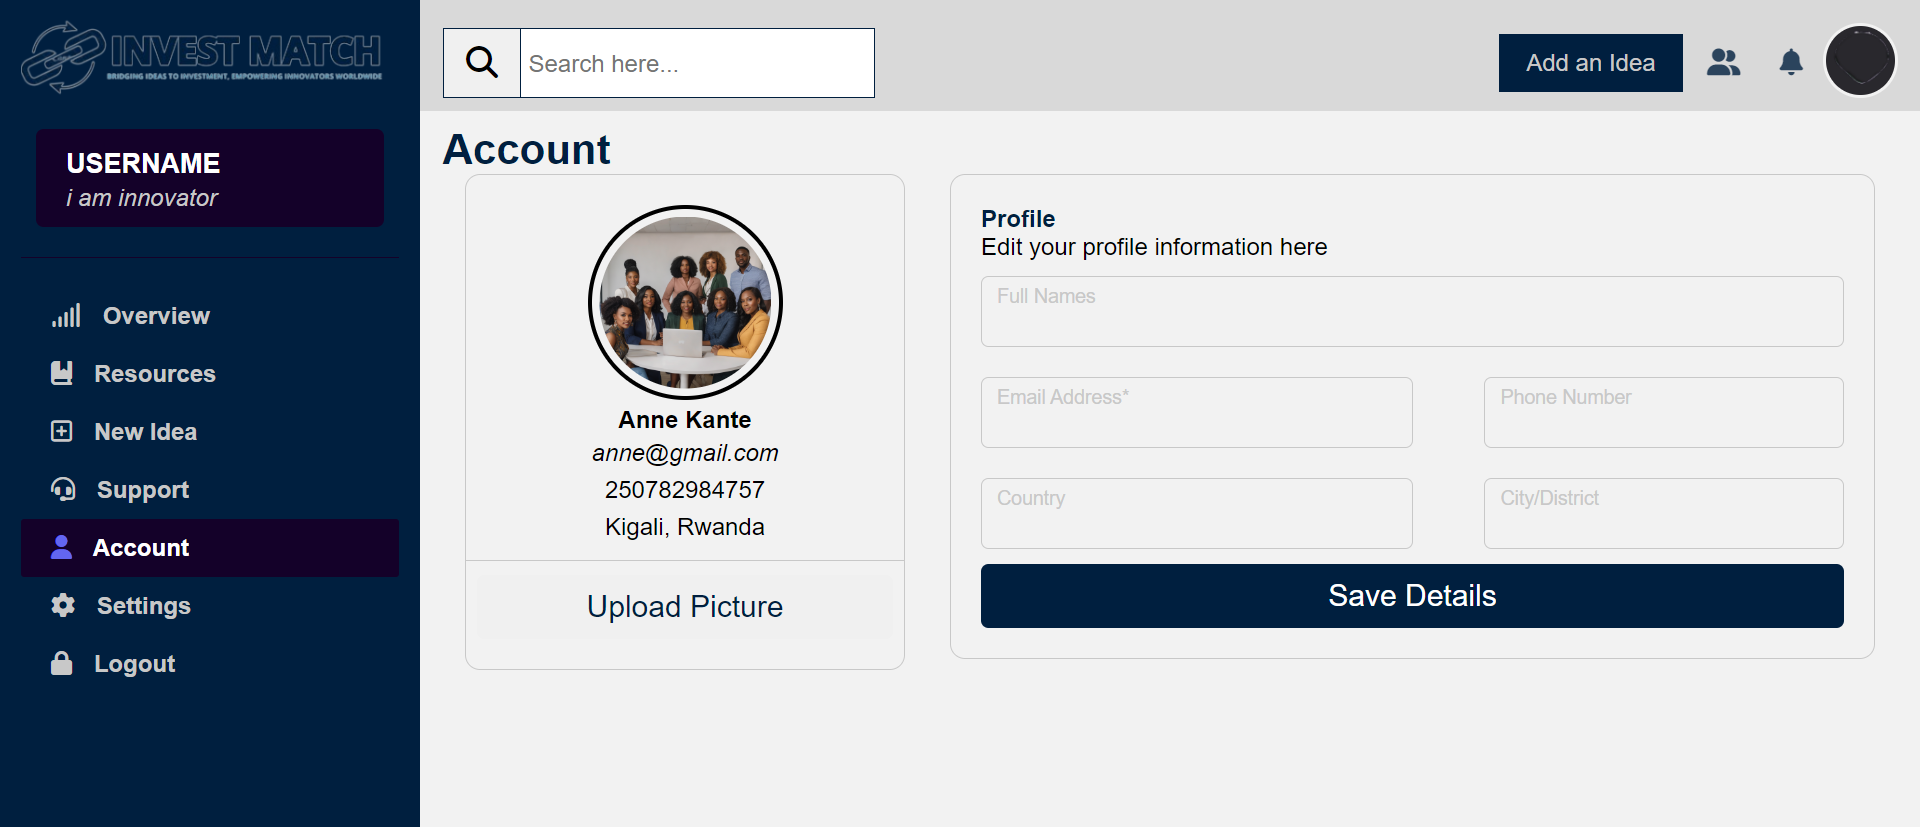 INVEST MATCH
BRIDGING IDEAS TO INVESTMENT, EMPOWERING INNOVATORS WORLDWIDE
USERNAME
i am innovator
Overview
Resources
New Idea
Support
Account
Settings
Logout
Search here...
Add an Idea
Account
Anne Kante
anne@gmail.com
250782984757
Kigali, Rwanda
Upload Picture
Profile
Edit your profile information here
Full Names
Email Address*
Phone Number
Country
City/District
Save Details